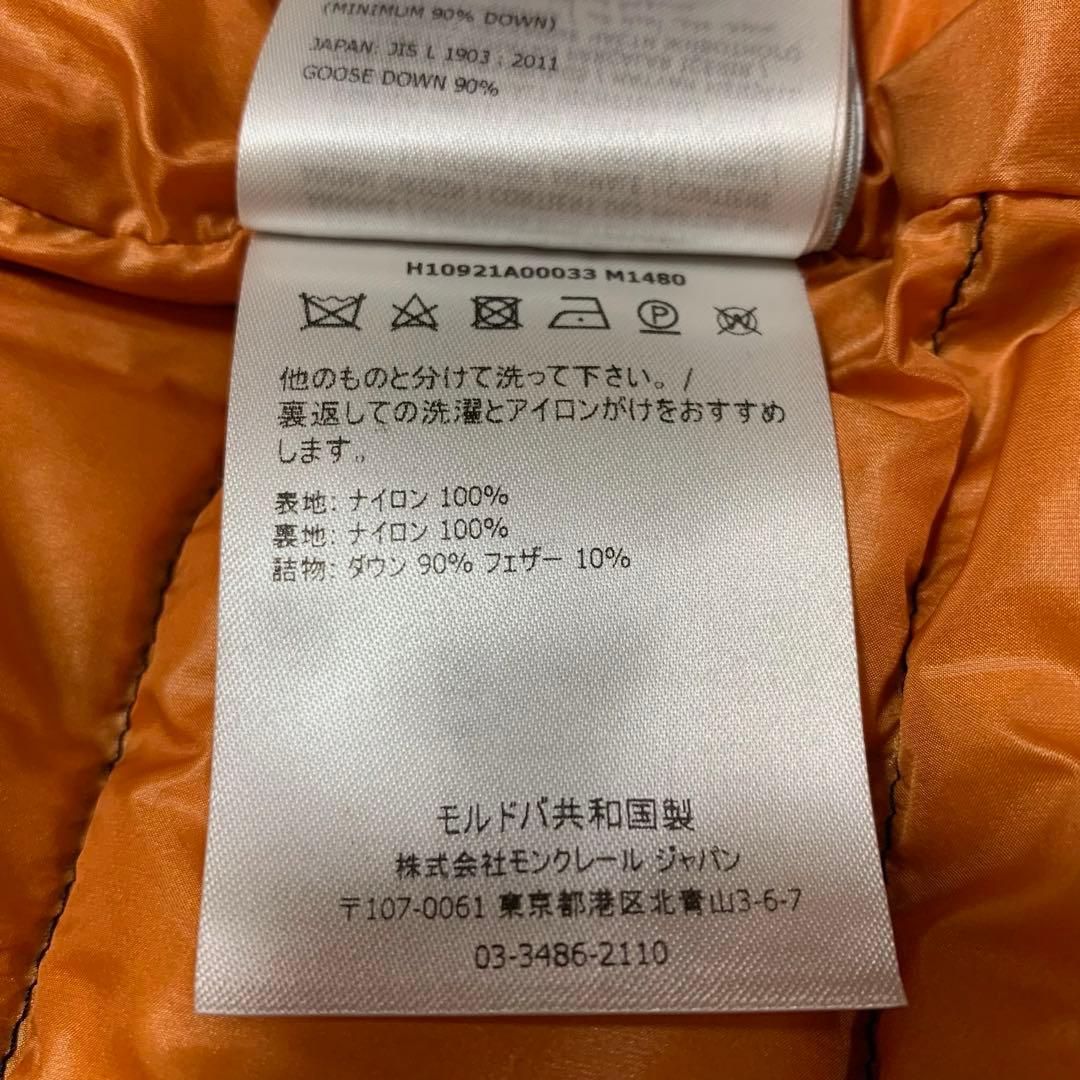 (MINIMUM 90% DOWN)
JAPAN: JIS L 1903 : 2011
GOOSE DOWN 90%
H10921A00033 M1480
P
W
他のものと分けて洗って下さい。/
裏返しての洗濯とアイロンがけをおすすめ
します。
表地: ナイロン 100%
裏地: ナイロン 100%
詰物: ダウン 90% フェザー 10%
モルドバ共和国製
株式会社モンクレール ジャパン
〒107-0061 東京都港区北青山3-6-7
03-3486-2110